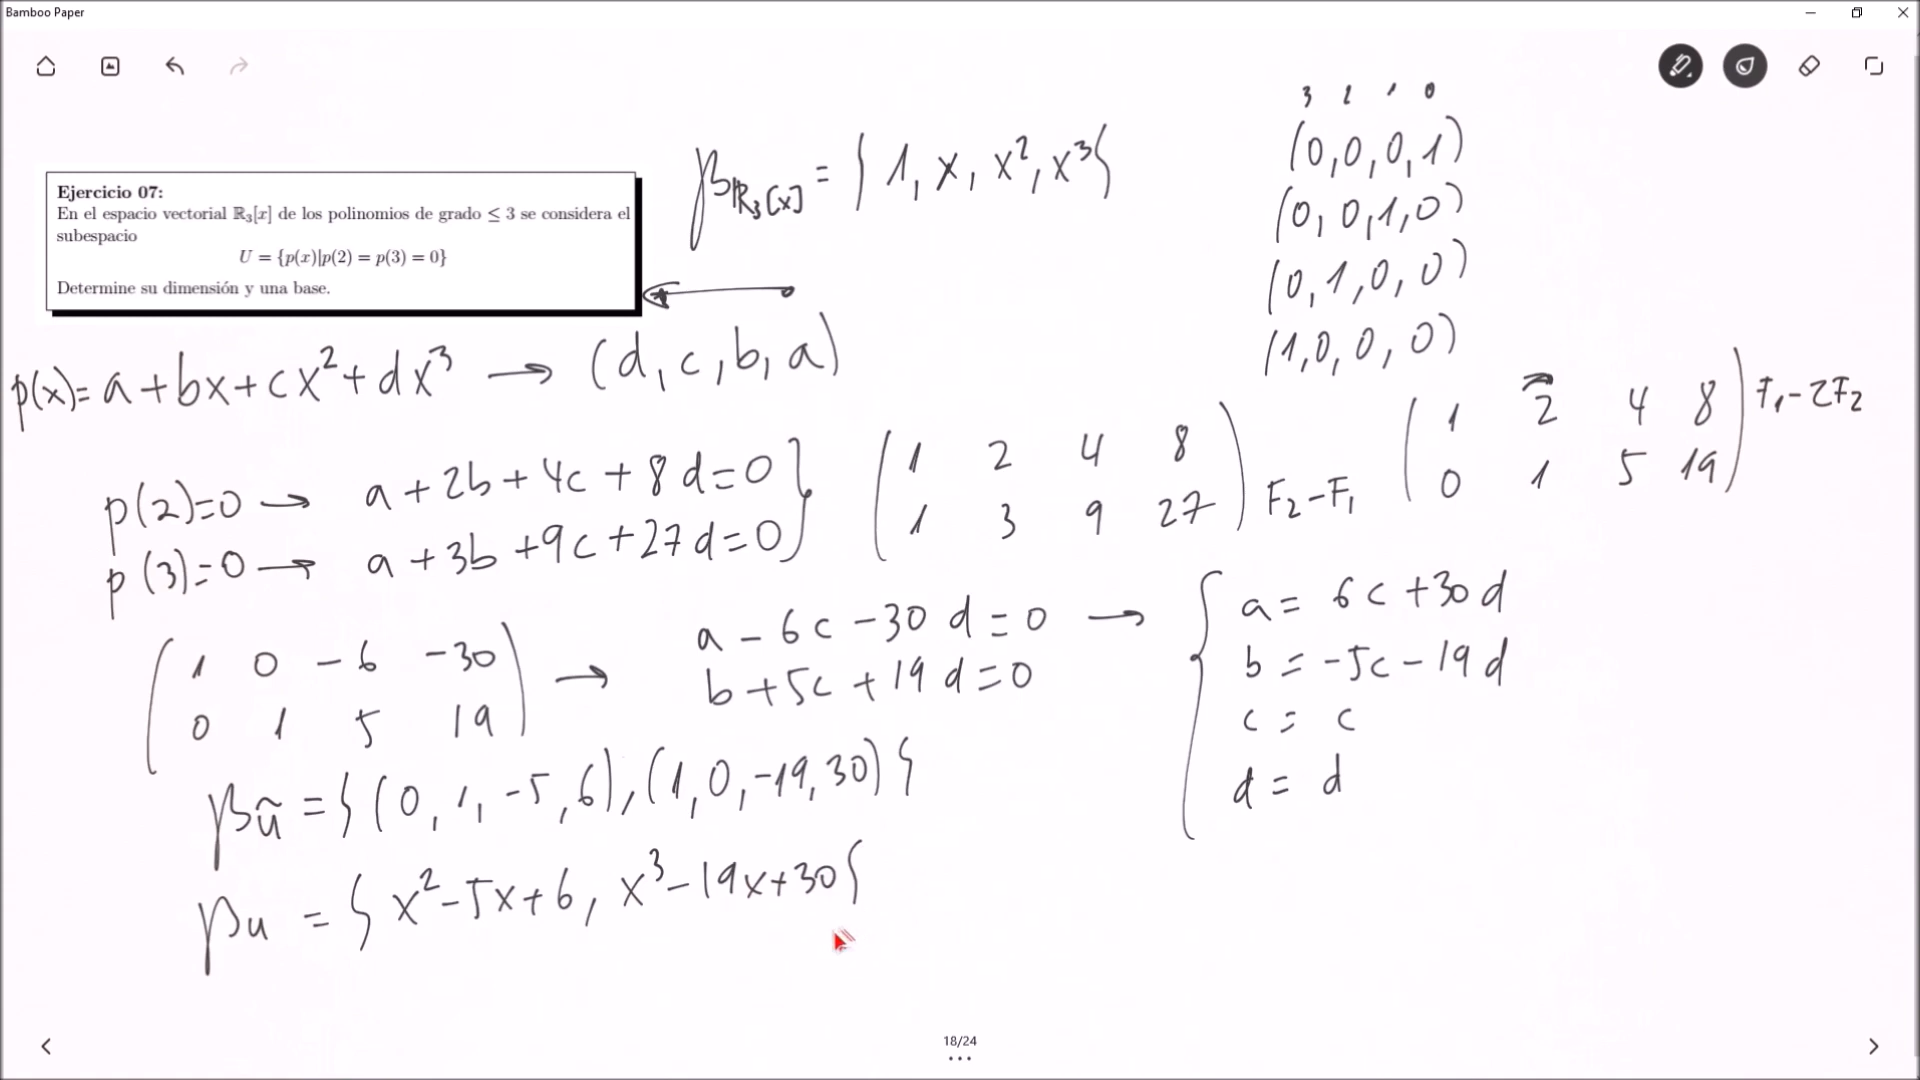 Bamboo Paper
Ejercicio 07:
En el espacio vectorial ℝ₃[x] de los polinomios de grado ≤ 3 se considera el
subespacio
U = {p(x)|p(2) = p(3) = 0}
Determine su dimensión y una base.
β_ℝ₃[x] = { 1, x, x², x³ }
3 2 1 0
(0,0,0,1)
(0,0,1,0)
(0,1,0,0)
(1,0,0,0)
p(x)= a+bx+cx²+dx³ → (d,c,b,a)
p(2)=0 → a+2b+4c+8d=0
p(3)=0 → a+3b+9c+27d=0
1 2 4 8
1 3 9 27 F₂-F₁
1 2 4 8 F₁-2F₂
0 1 5 19
1 0 -6 -30
0 1 5 19
→ a-6c-30d=0 →
b+5c+19d=0
a = 6c+30d
b = -5c-19d
c = c
d = d
β_ũ = { (0,1,-5,6),(1,0,-19,30) }
β_u = { x²-5x+6, x³-19x+30 }
18/24